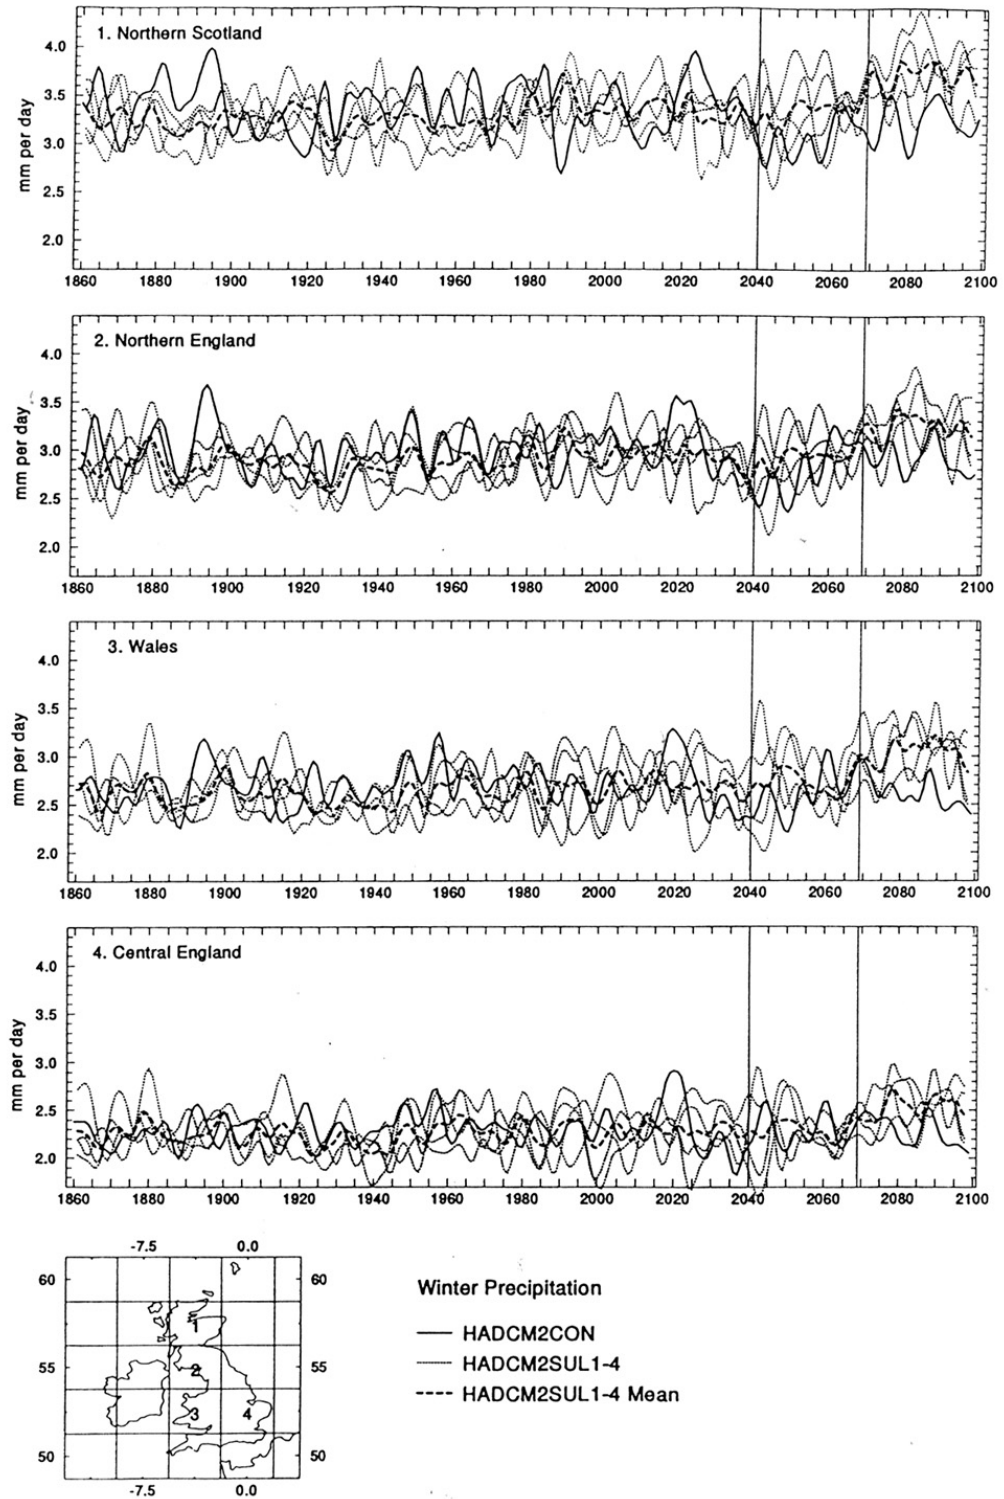 1. Northern Scotland
4.0
3.5
3.0
2.5
2.0
mm per day
1860 1880 1900 1920 1940 1960 1980 2000 2020 2040 2060 2080 2100
2. Northern England
4.0
3.5
3.0
2.5
2.0
mm per day
1860 1880 1900 1920 1940 1960 1980 2000 2020 2040 2060 2080 2100
3. Wales
4.0
3.5
3.0
2.5
2.0
mm per day
1860 1880 1900 1920 1940 1960 1980 2000 2020 2040 2060 2080 2100
4. Central England
4.0
3.5
3.0
2.5
2.0
mm per day
1860 1880 1900 1920 1940 1960 1980 2000 2020 2040 2060 2080 2100
-7.5 0.0
60 60
1
55 2 55
3 4
50 50
-7.5 0.0
Winter Precipitation
HADCM2CON
HADCM2SUL1-4
HADCM2SUL1-4 Mean